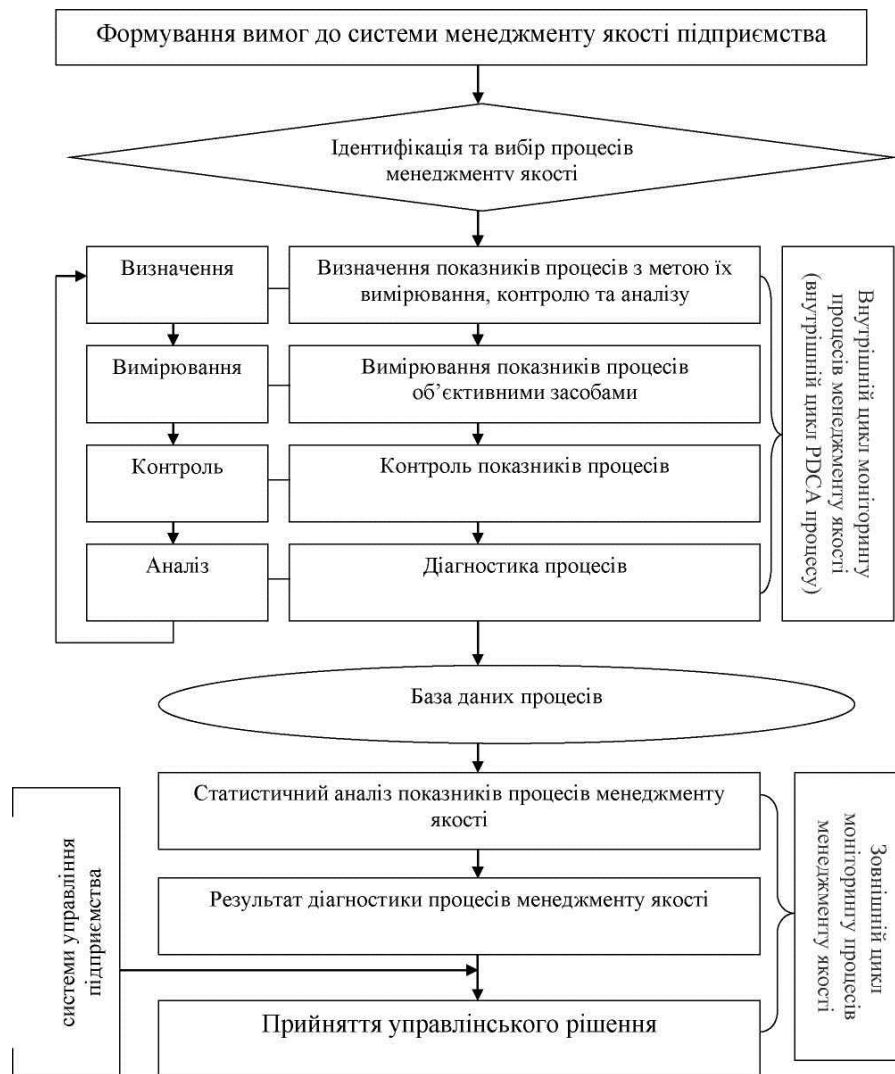 Формування вимог до системи менеджменту якості підприємства
Ідентифікація та вибір процесів
менеджменту якості
Визначення
Визначення показників процесів з метою їх
вимірювання, контролю та аналізу
Вимірювання
Вимірювання показників процесів
об’єктивними засобами
Контроль
Контроль показників процесів
Аналіз
Діагностика процесів
Внутрішній цикл моніторингу
процесів менеджменту якості
(внутрішній цикл PDCA процесу)
База даних процесів
Статистичний аналіз показників процесів менеджменту
якості
Результат діагностики процесів менеджменту якості
Прийняття управлінського рішення
системи управління
підприємства
Зовнішній цикл
моніторингу процесів
менеджменту якості